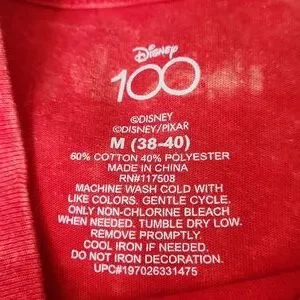 Disney
100
©DISNEY
©DISNEY/PIXAR
M (38-40)
60% COTTON 40% POLYESTER
MADE IN CHINA
RN#117508
MACHINE WASH COLD WITH
LIKE COLORS. GENTLE CYCLE.
ONLY NON-CHLORINE BLEACH
WHEN NEEDED. TUMBLE DRY LOW.
REMOVE PROMPTLY.
COOL IRON IF NEEDED.
DO NOT IRON DECORATION.
UPC#197026331475